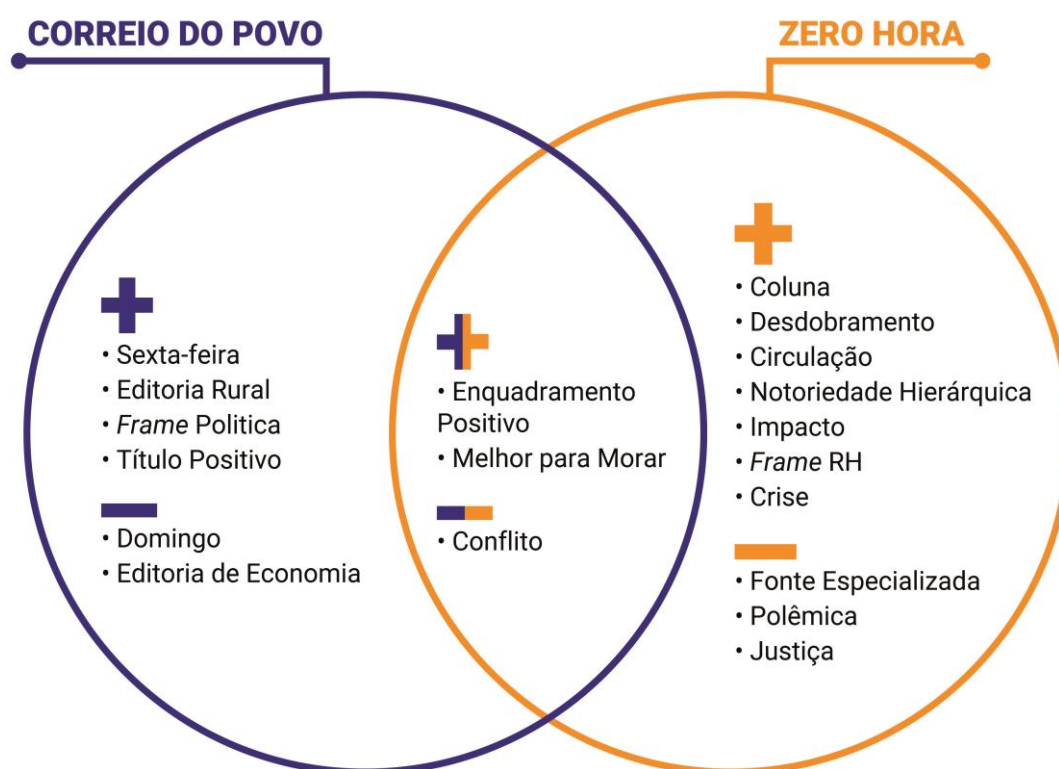 CORREIO DO POVO
ZERO HORA
• Sexta-feira
• Editoria Rural
• Frame Politica
• Título Positivo
• Domingo
• Editoria de Economia
• Enquadramento
Positivo
• Melhor para Morar
• Conflito
• Coluna
• Desdobramento
• Circulação
• Notoriedade Hierárquica
• Impacto
• Frame RH
• Crise
• Fonte Especializada
• Polêmica
• Justiça